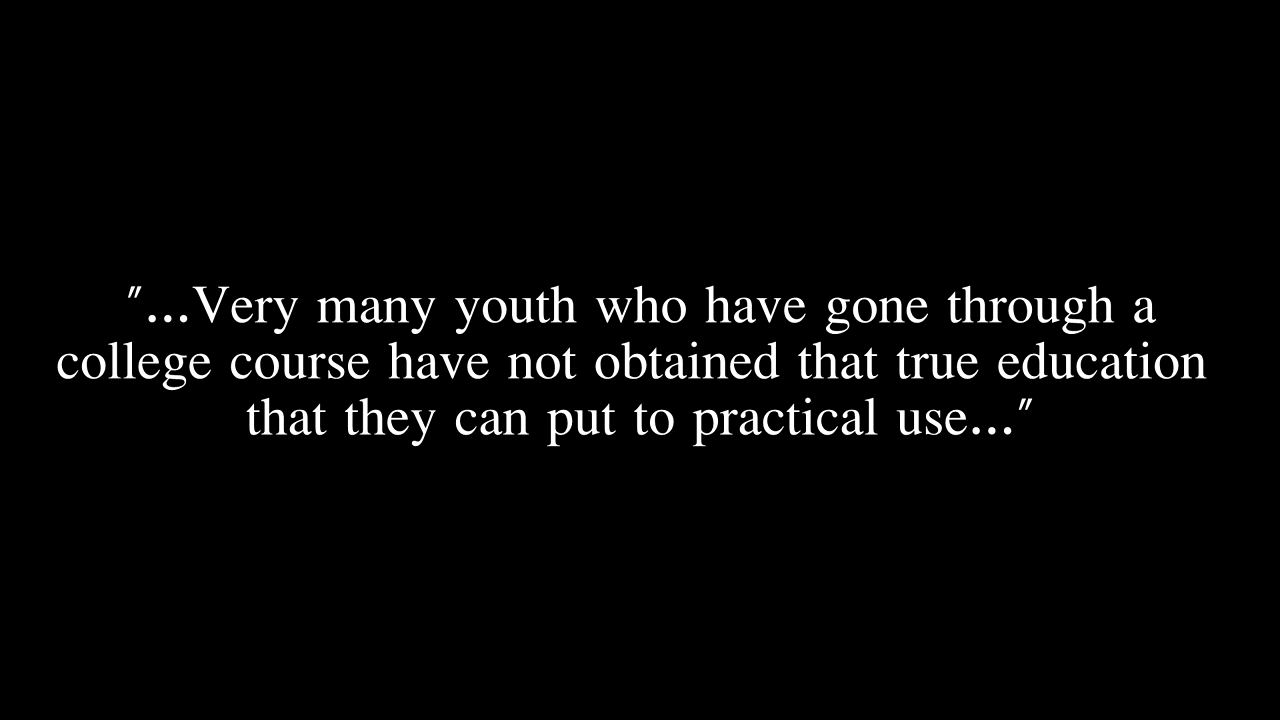 "...Very many youth who have gone through a
college course have not obtained that true education
that they can put to practical use..."